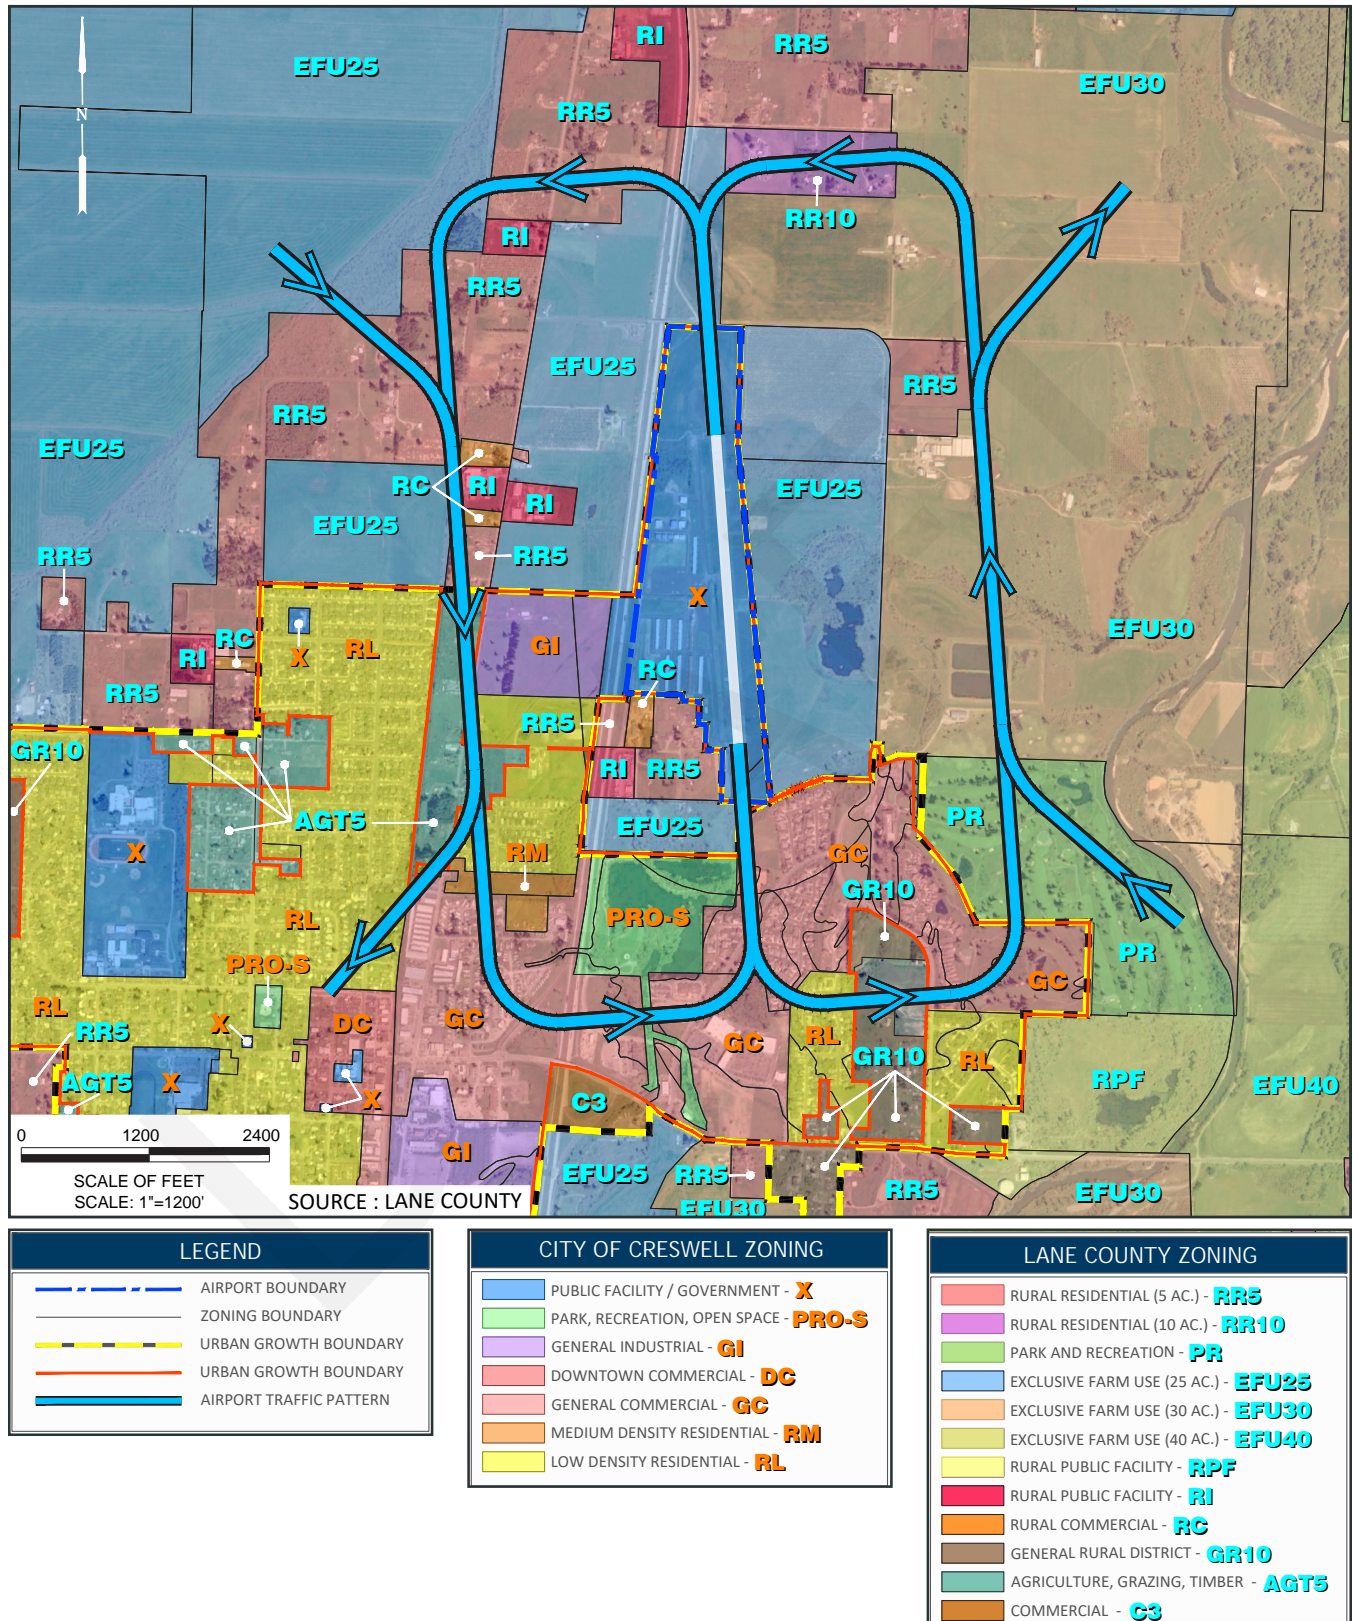 RI
RR5
EFU25
EFU30
RR5
N
RR10
RI
RR5
EFU25
RR5
RR5
EFU25
RC
RI
EFU25
RI
EFU25
RR5
RR5
X
EFU30
RC
X
RL
GI
RI
RC
RR5
RR5
GR10
RI
RR5
AGT5
EFU25
PR
X
RM
GC
GR10
RL
PRO-S
PR
PRO-S
GC
RL
X
DC
GC
RR5
GC
RL
GR10
RL
AGT5
X
X
C3
RPF
EFU40
0 1200 2400
GI
EFU25
RR5
RR5
EFU30
SCALE OF FEET
SCALE: 1"=1200'
SOURCE : LANE COUNTY
EFU30
LEGEND
AIRPORT BOUNDARY
ZONING BOUNDARY
URBAN GROWTH BOUNDARY
URBAN GROWTH BOUNDARY
AIRPORT TRAFFIC PATTERN
CITY OF CRESWELL ZONING
PUBLIC FACILITY / GOVERNMENT - X
PARK, RECREATION, OPEN SPACE - PRO-S
GENERAL INDUSTRIAL - GI
DOWNTOWN COMMERCIAL - DC
GENERAL COMMERCIAL - GC
MEDIUM DENSITY RESIDENTIAL - RM
LOW DENSITY RESIDENTIAL - RL
LANE COUNTY ZONING
RURAL RESIDENTIAL (5 AC.) - RR5
RURAL RESIDENTIAL (10 AC.) - RR10
PARK AND RECREATION - PR
EXCLUSIVE FARM USE (25 AC.) - EFU25
EXCLUSIVE FARM USE (30 AC.) - EFU30
EXCLUSIVE FARM USE (40 AC.) - EFU40
RURAL PUBLIC FACILITY - RPF
RURAL PUBLIC FACILITY - RI
RURAL COMMERCIAL - RC
GENERAL RURAL DISTRICT - GR10
AGRICULTURE, GRAZING, TIMBER - AGT5
COMMERCIAL - C3